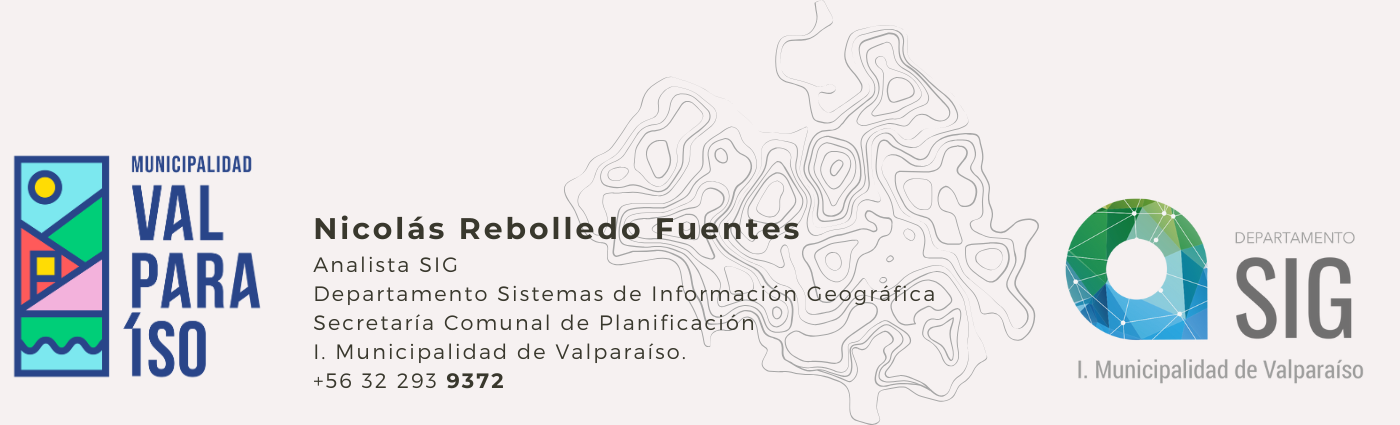 MUNICIPALIDAD
VAL
PARA
ÍSO
Nicolás Rebolledo Fuentes
Analista SIG
Departamento Sistemas de Información Geográfica
Secretaría Comunal de Planificación
I. Municipalidad de Valparaíso.
+56 32 293 9372
DEPARTAMENTO
SIG
I. Municipalidad de Valparaíso